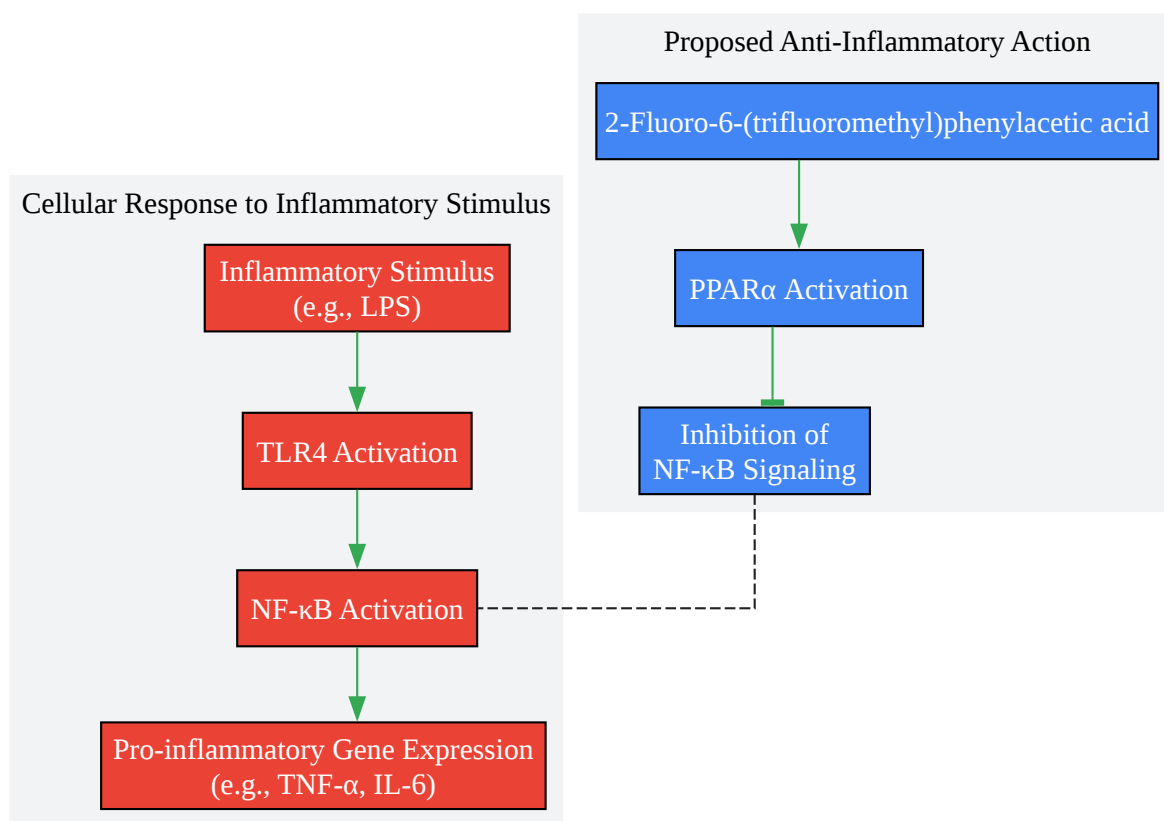 Proposed Anti-Inflammatory Action
2-Fluoro-6-(trifluoromethyl)phenylacetic acid
PPARα Activation
Inhibition of
NF-κB Signaling
Cellular Response to Inflammatory Stimulus
Inflammatory Stimulus
(e.g., LPS)
TLR4 Activation
NF-κB Activation
Pro-inflammatory Gene Expression
(e.g., TNF-α, IL-6)